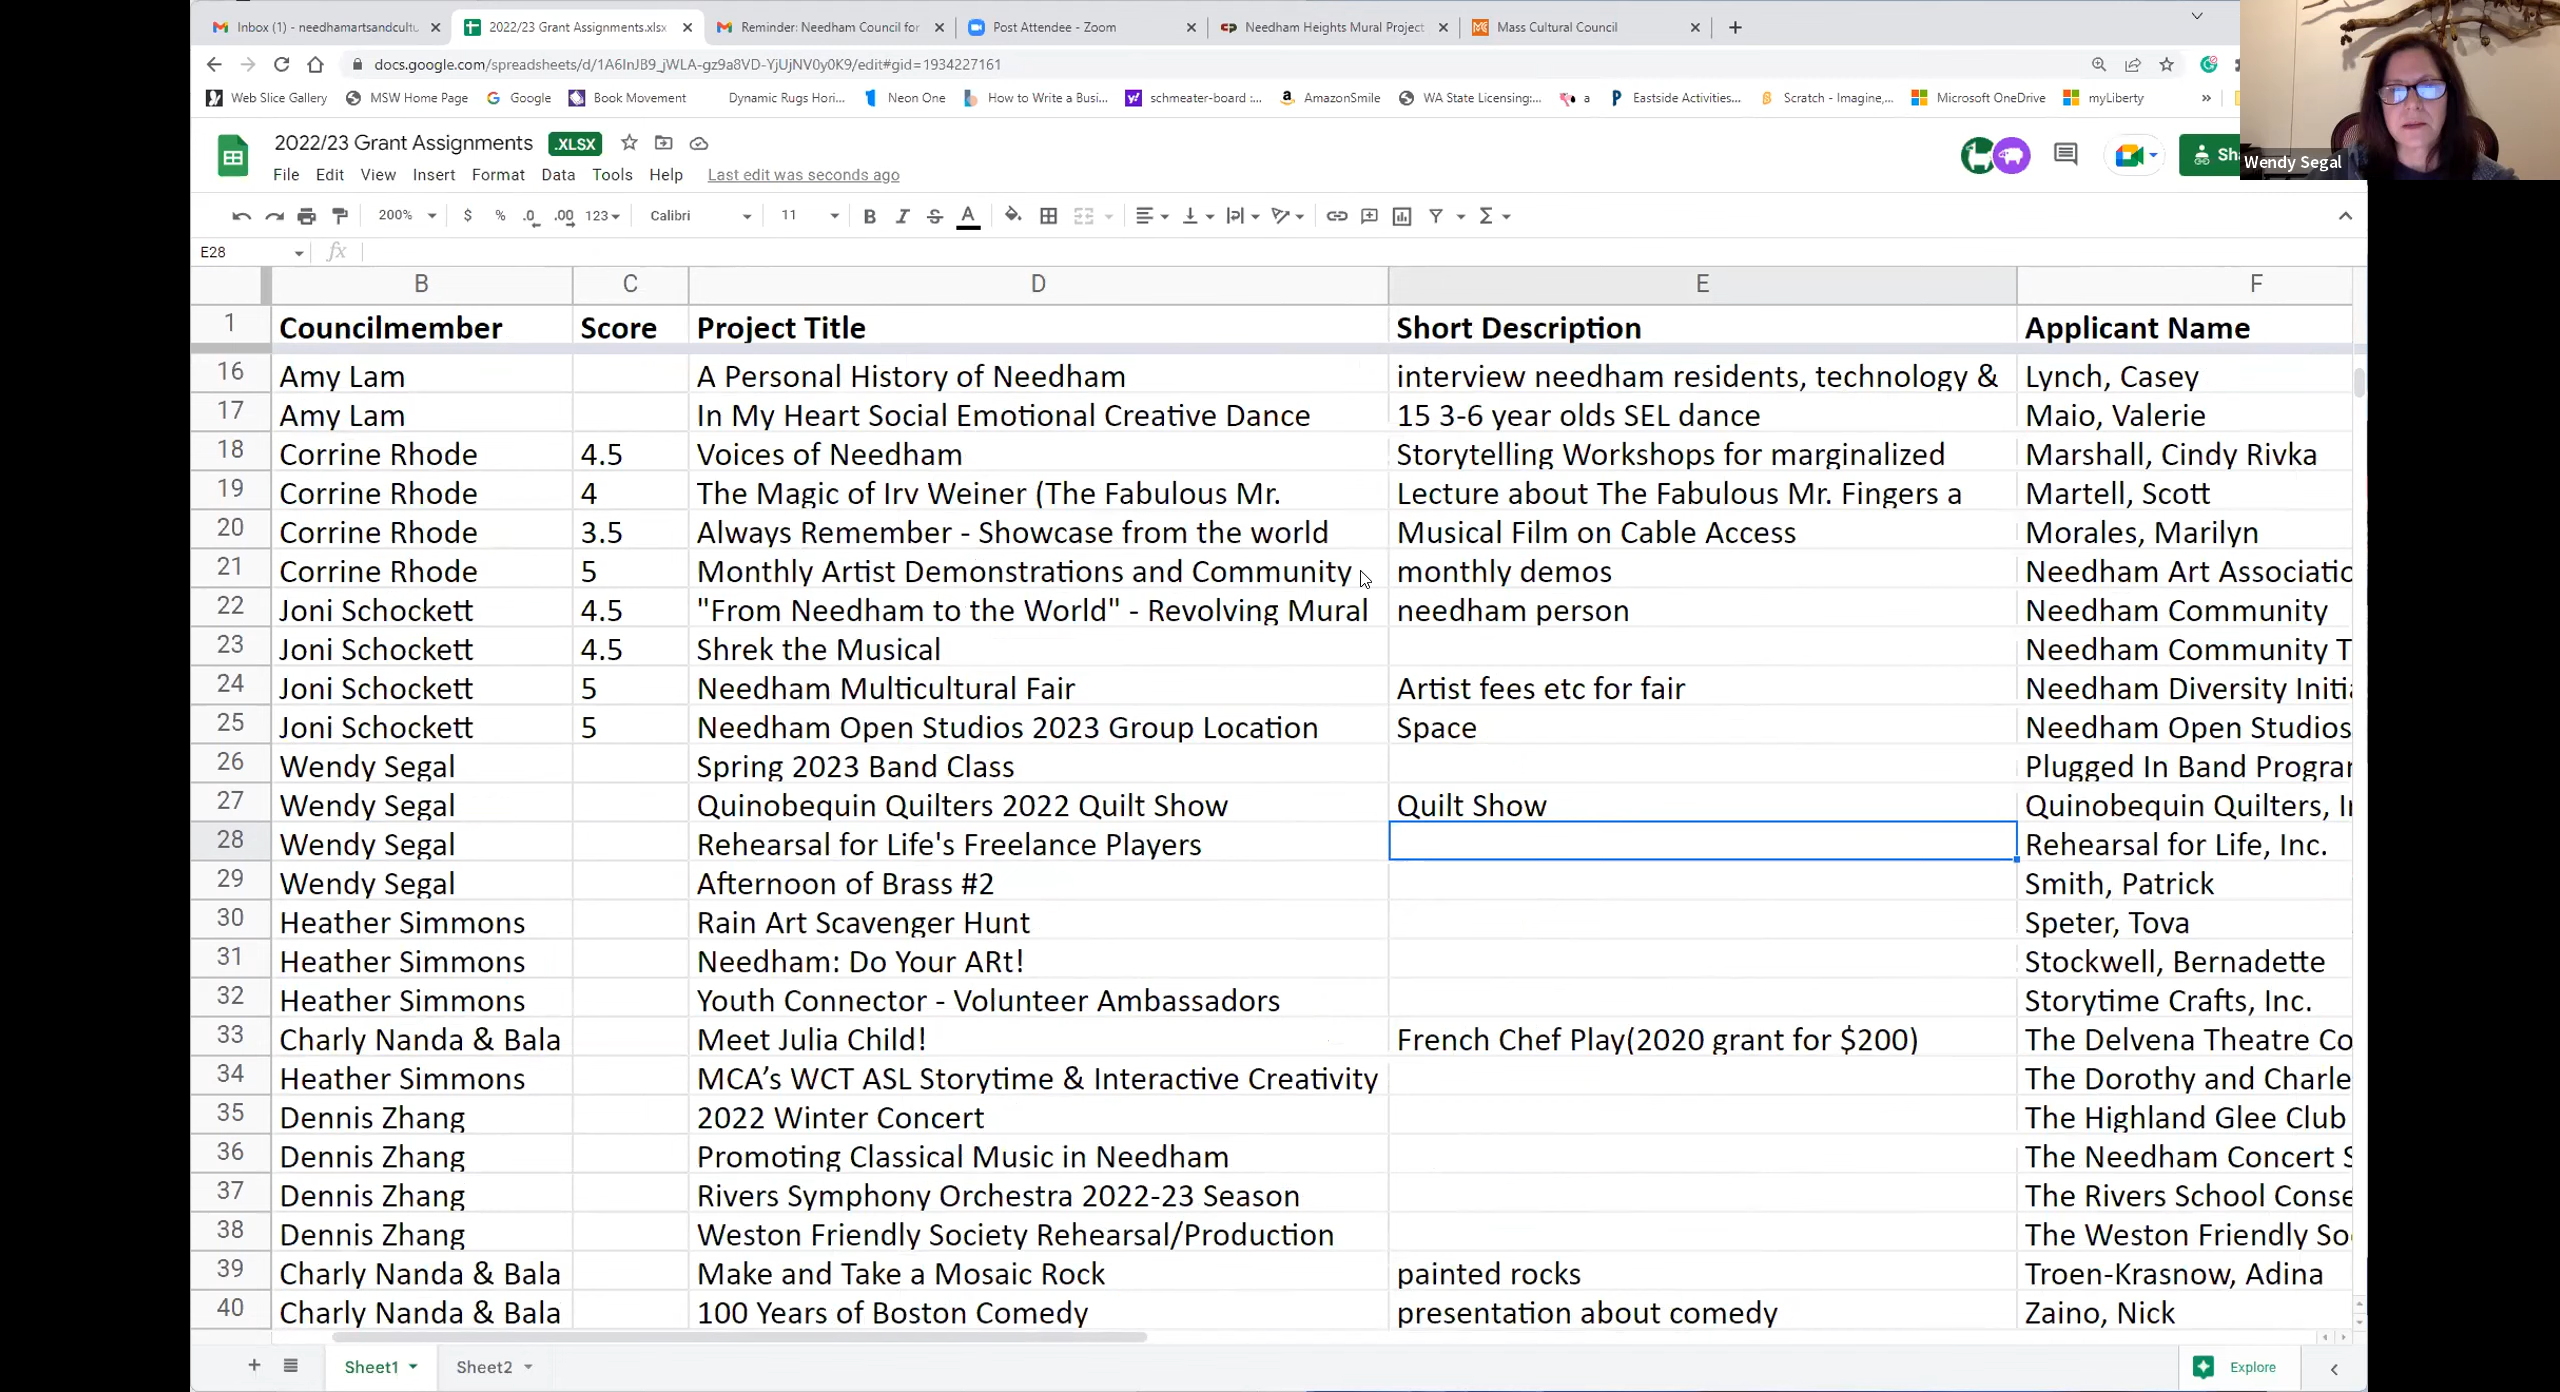 Inbox (1) - needhamartsandcultu
2022/23 Grant Assignments.xlsx
Reminder: Needham Council for
Post Attendee - Zoom
Needham Heights Mural Project
Mass Cultural Council
docs.google.com/spreadsheets/d/1A6InJB9_jWLA-gz9a8VD-YjUjNV0y0K9/edit#gid=1934227161
Web Slice Gallery
MSW Home Page
Google
Book Movement
Dynamic Rugs Hori...
Neon One
How to Write a Busi...
schmeater-board :...
AmazonSmile
WA State Licensing:...
a
Eastside Activities...
Scratch - Imagine,...
Microsoft OneDrive
myLiberty
Wendy Segal
2022/23 Grant Assignments .XLSX
File Edit View Insert Format Data Tools Help Last edit was seconds ago
200% $ % .0 .00 123 Calibri 11 B I S A
E28 fx
B C D E F
1 Councilmember Score Project Title Short Description Applicant Name
16 Amy Lam A Personal History of Needham interview needham residents, technology & Lynch, Casey
17 Amy Lam In My Heart Social Emotional Creative Dance 15 3-6 year olds SEL dance Maio, Valerie
18 Corrine Rhode 4.5 Voices of Needham Storytelling Workshops for marginalized Marshall, Cindy Rivka
19 Corrine Rhode 4 The Magic of Irv Weiner (The Fabulous Mr. Lecture about The Fabulous Mr. Fingers a Martell, Scott
20 Corrine Rhode 3.5 Always Remember - Showcase from the world Musical Film on Cable Access Morales, Marilyn
21 Corrine Rhode 5 Monthly Artist Demonstrations and Community monthly demos Needham Art Associatio
22 Joni Schockett 4.5 "From Needham to the World" - Revolving Mural needham person Needham Community
23 Joni Schockett 4.5 Shrek the Musical Needham Community T
24 Joni Schockett 5 Needham Multicultural Fair Artist fees etc for fair Needham Diversity Initi
25 Joni Schockett 5 Needham Open Studios 2023 Group Location Space Needham Open Studios
26 Wendy Segal Spring 2023 Band Class Plugged In Band Program
27 Wendy Segal Quinobequin Quilters 2022 Quilt Show Quilt Show Quinobequin Quilters, I
28 Wendy Segal Rehearsal for Life's Freelance Players Rehearsal for Life, Inc.
29 Wendy Segal Afternoon of Brass #2 Smith, Patrick
30 Heather Simmons Rain Art Scavenger Hunt Speter, Tova
31 Heather Simmons Needham: Do Your ARt! Stockwell, Bernadette
32 Heather Simmons Youth Connector - Volunteer Ambassadors Storytime Crafts, Inc.
33 Charly Nanda & Bala Meet Julia Child! French Chef Play(2020 grant for $200) The Delvena Theatre Co
34 Heather Simmons MCA’s WCT ASL Storytime & Interactive Creativity The Dorothy and Charle
35 Dennis Zhang 2022 Winter Concert The Highland Glee Club
36 Dennis Zhang Promoting Classical Music in Needham The Needham Concert S
37 Dennis Zhang Rivers Symphony Orchestra 2022-23 Season The Rivers School Conse
38 Dennis Zhang Weston Friendly Society Rehearsal/Production The Weston Friendly So
39 Charly Nanda & Bala Make and Take a Mosaic Rock painted rocks Troen-Krasnow, Adina
40 Charly Nanda & Bala 100 Years of Boston Comedy presentation about comedy Zaino, Nick
Sheet1 Sheet2 Explore